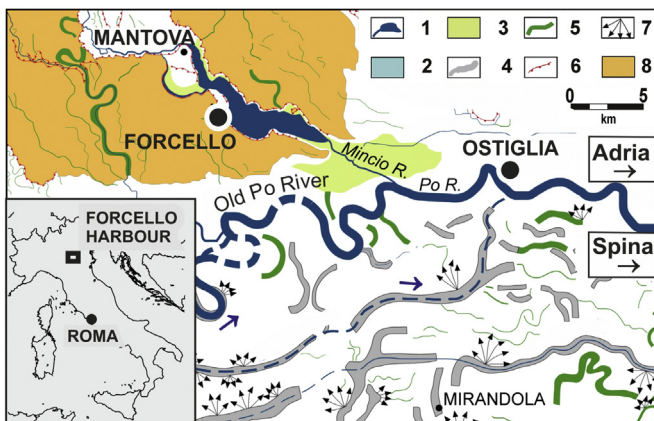 MANTOVA
1
3
5
7
2
4
6
8
0 5
km
FORCELLO
Mincio R.
OSTIGLIA
Adria
→
Old Po River
Po R.
FORCELLO
HARBOUR
Spina
→
ROMA
MIRANDOLA